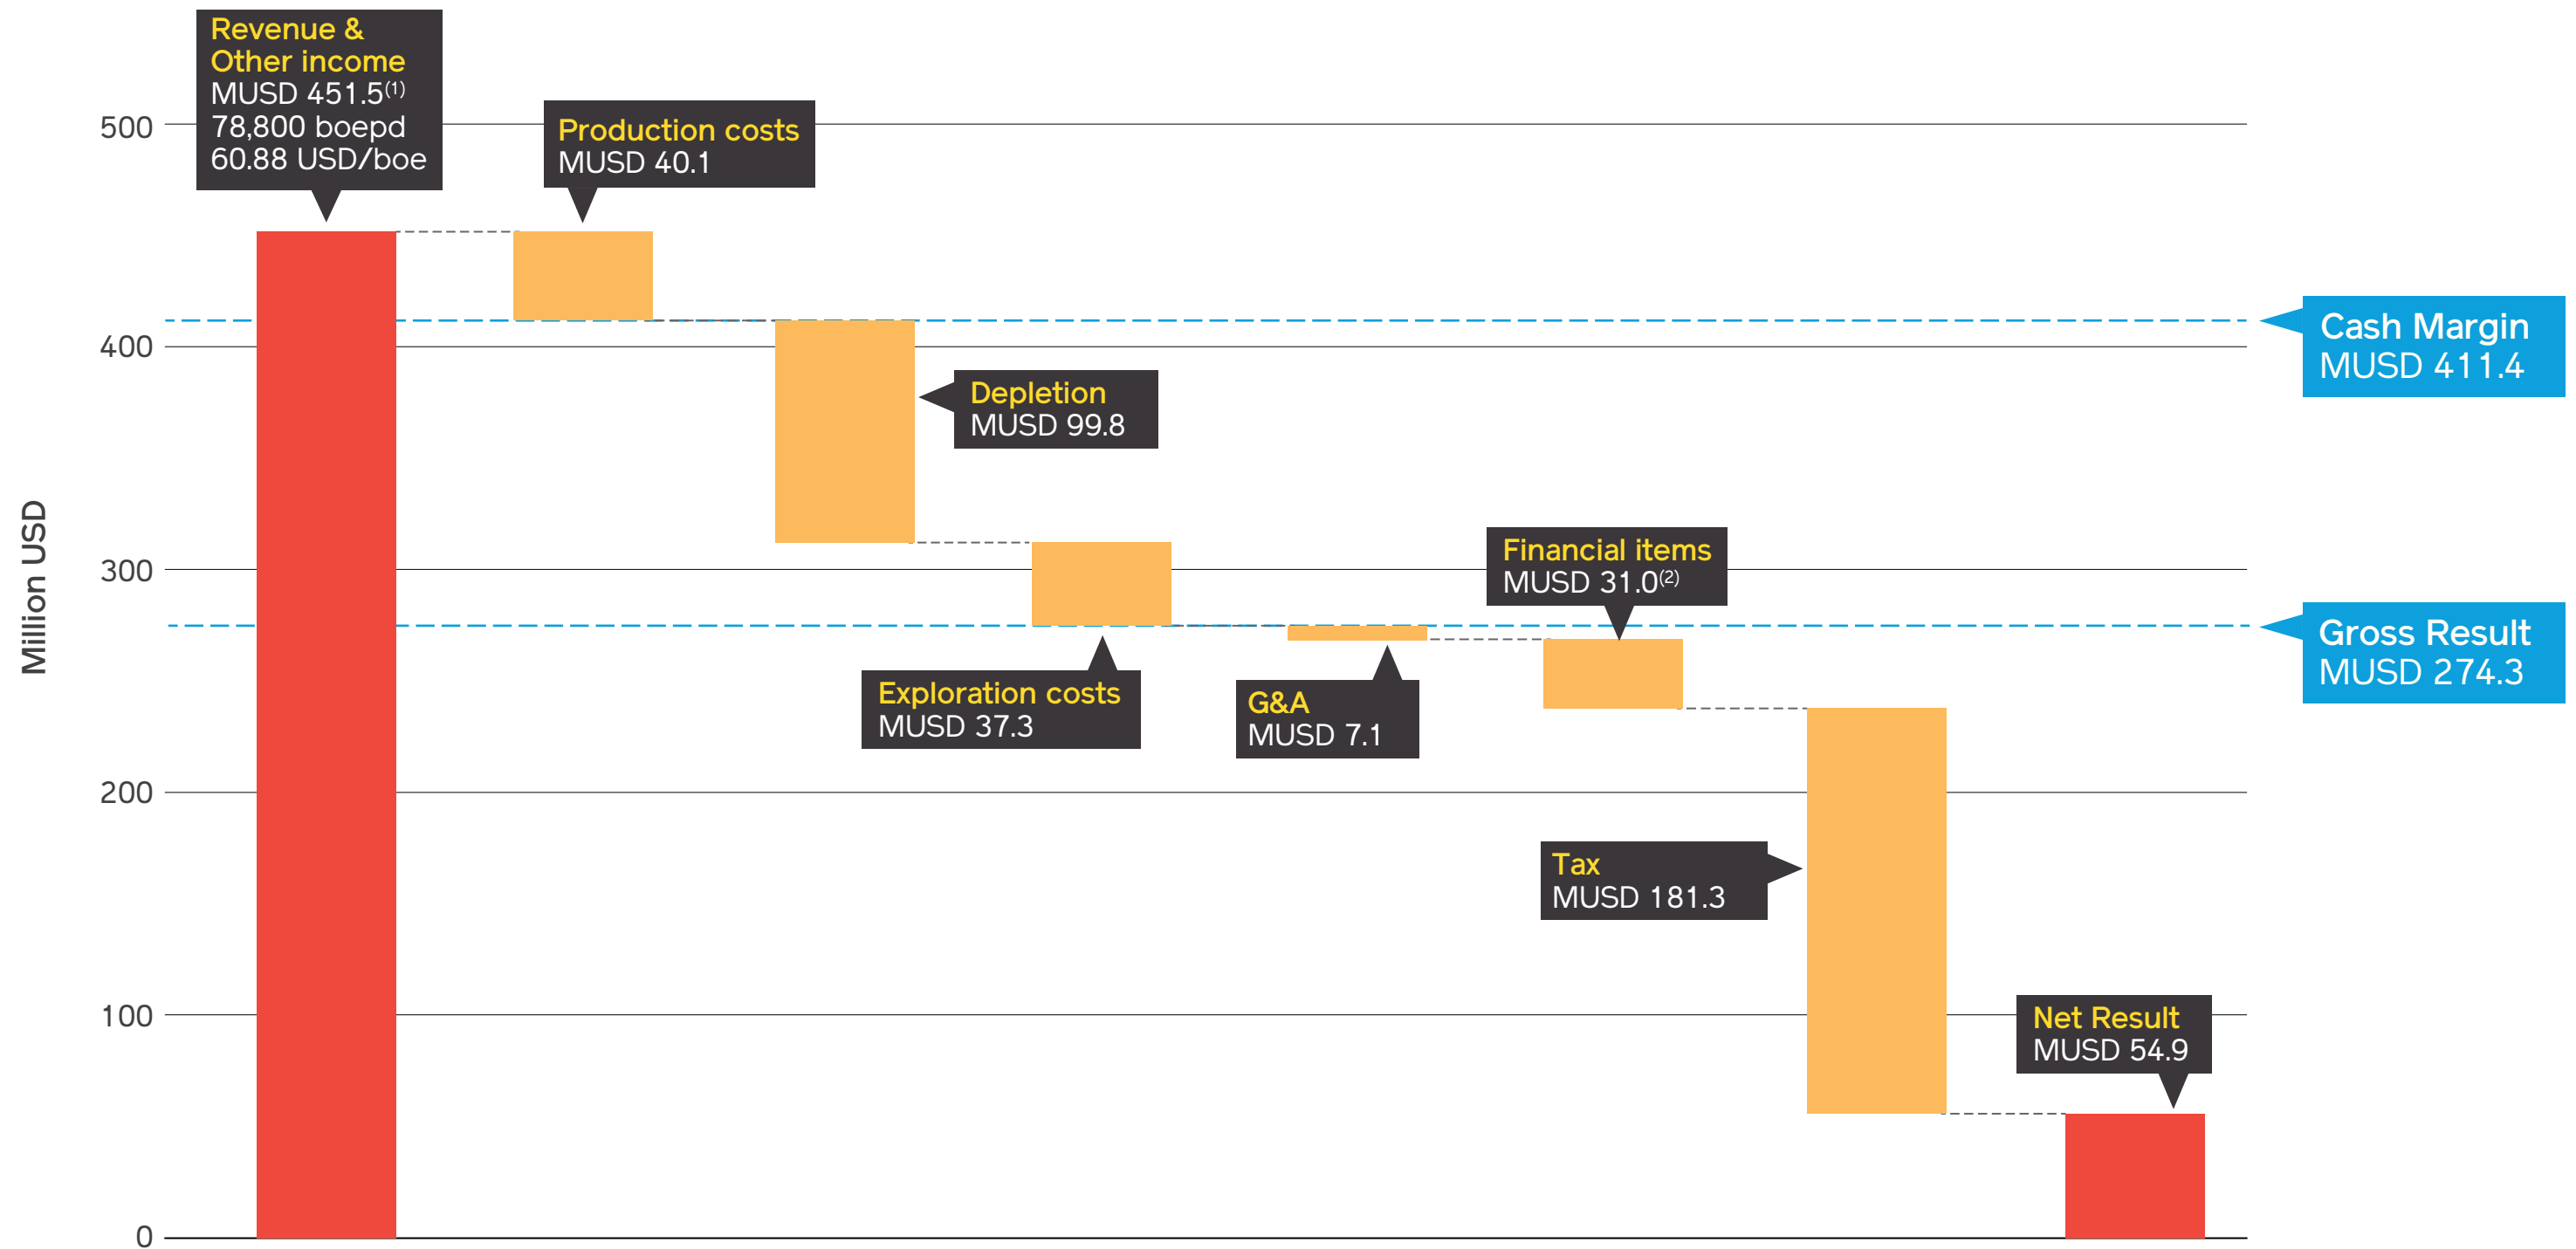 Revenue &
Other income
MUSD 451.5(1)
78,800 boepd
60.88 USD/boe
Production costs
MUSD 40.1
Depletion
MUSD 99.8
Exploration costs
MUSD 37.3
G&A
MUSD 7.1
Financial items
MUSD 31.0(2)
Tax
MUSD 181.3
Net Result
MUSD 54.9
Cash Margin
MUSD 411.4
Gross Result
MUSD 274.3
Million USD
500
400
300
200
100
0